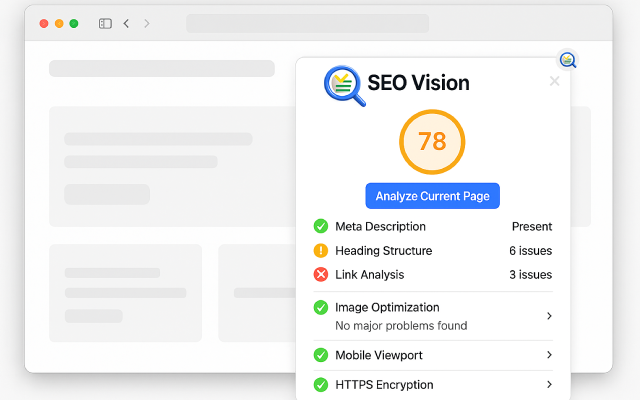 SEO Vision
78
Analyze Current Page
Meta Description Present
Heading Structure 6 issues
Link Analysis 3 issues
Image Optimization
No major problems found
Mobile Viewport
HTTPS Encryption